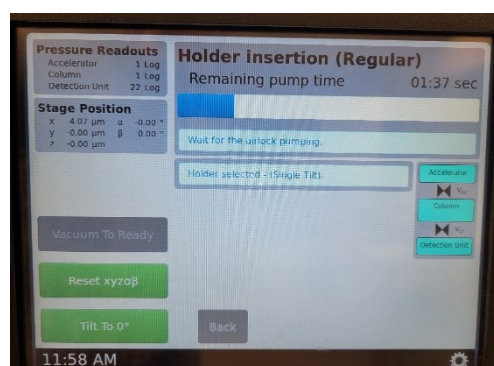 Pressure Readouts
Accelerator 1 Log
Column 1 Log
Detection Unit 22 Log
Stage Position
x 4.07 µm α -0.00 °
y -0.00 µm β 0.00 °
z -0.00 µm
Vacuum To Ready
Reset xyzαβ
Tilt To 0°
11:58 AM
Holder insertion (Regular)
Remaining pump time 01:37 sec
Wait for the airlock pumping.
Holder selected - (Single Tilt)
Back
Accelerator
Column
Detection Unit